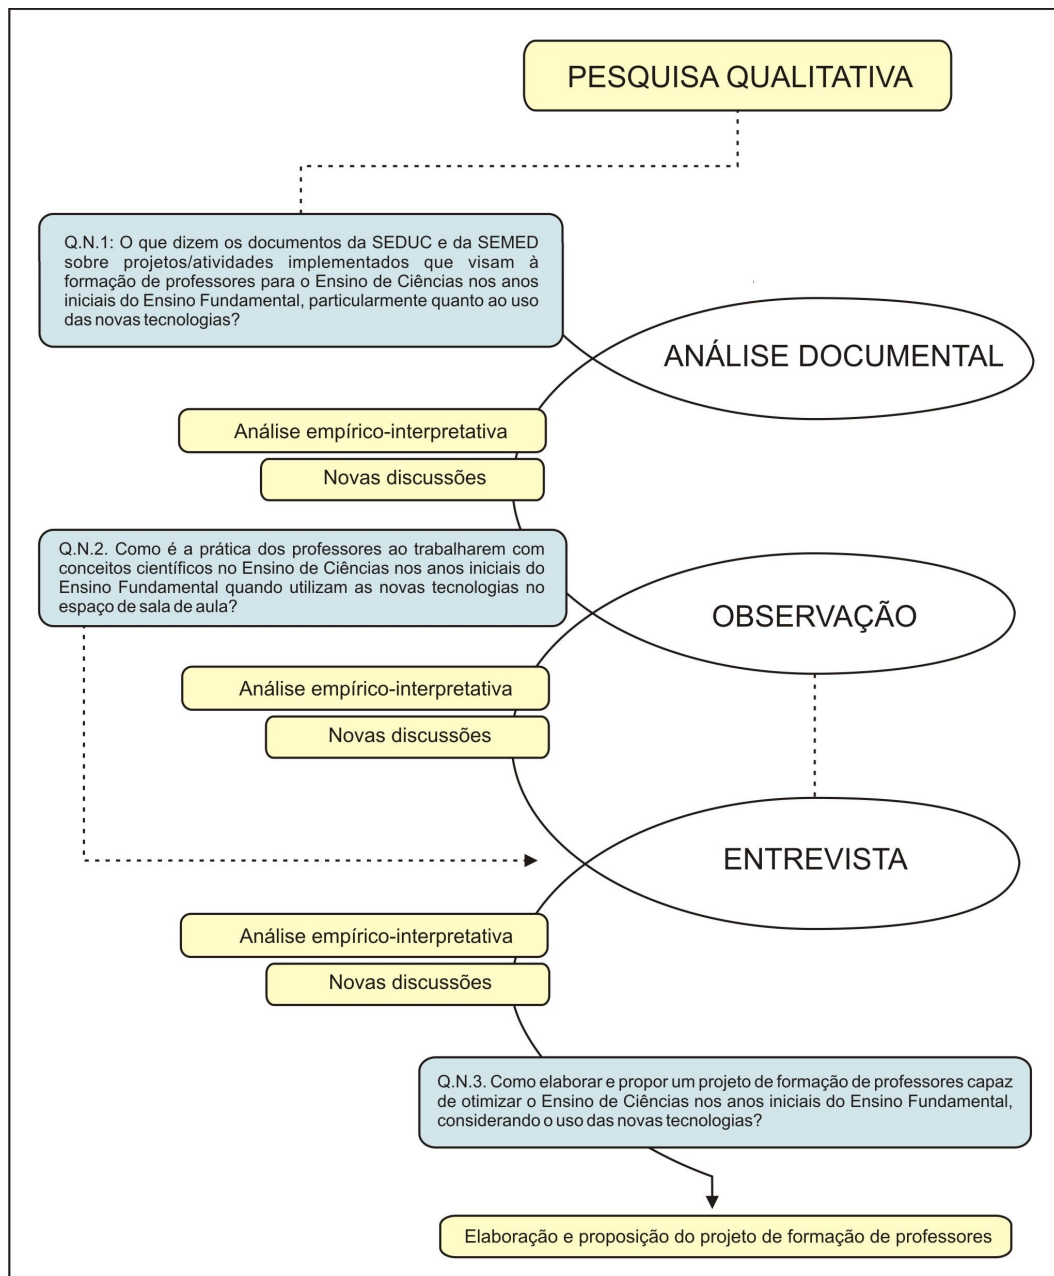 PESQUISA QUALITATIVA
Q.N.1: O que dizem os documentos da SEDUC e da SEMED
sobre projetos/atividades implementados que visam à
formação de professores para o Ensino de Ciências nos anos
iniciais do Ensino Fundamental, particularmente quanto ao uso
das novas tecnologias?
ANÁLISE DOCUMENTAL
Análise empírico-interpretativa
Novas discussões
Q.N.2. Como é a prática dos professores ao trabalharem com
conceitos científicos no Ensino de Ciências nos anos iniciais do
Ensino Fundamental quando utilizam as novas tecnologias no
espaço de sala de aula?
OBSERVAÇÃO
Análise empírico-interpretativa
Novas discussões
ENTREVISTA
Análise empírico-interpretativa
Novas discussões
Q.N.3. Como elaborar e propor um projeto de formação de professores capaz
de otimizar o Ensino de Ciências nos anos iniciais do Ensino Fundamental,
considerando o uso das novas tecnologias?
Elaboração e proposição do projeto de formação de professores